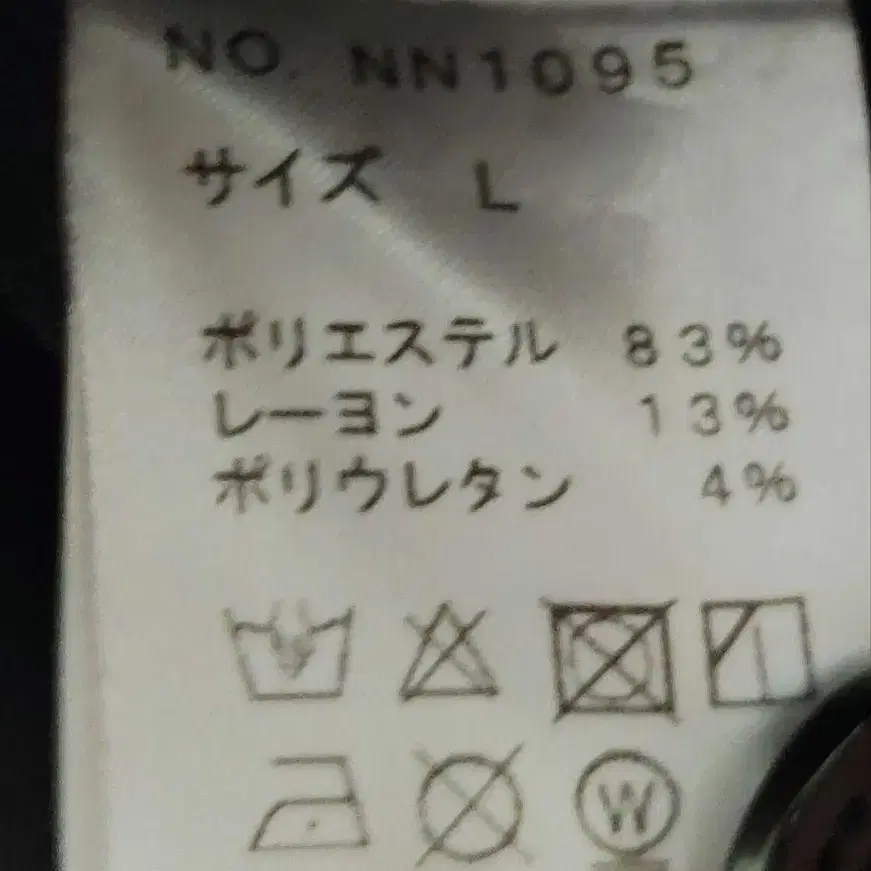 NO. NN1095
サイズ L
ポリエステル 83%
レーヨン 13%
ポリウレタン 4%
W